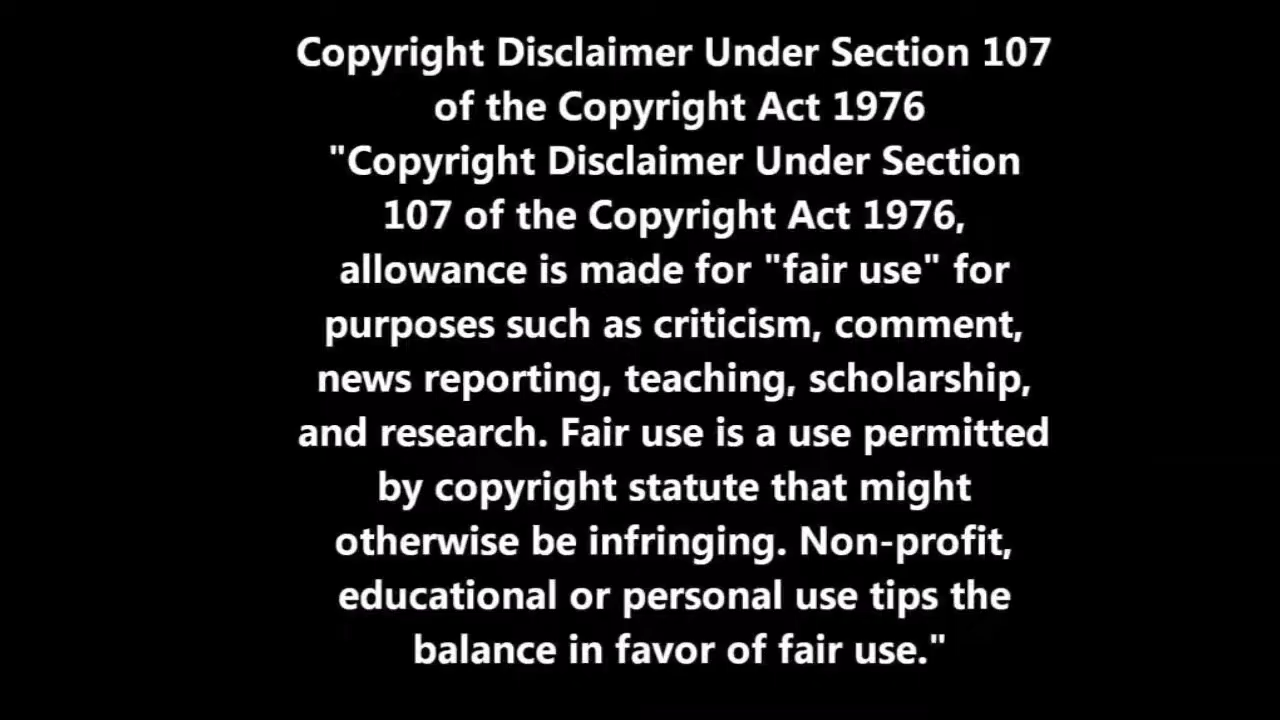 Copyright Disclaimer Under Section 107
of the Copyright Act 1976
"Copyright Disclaimer Under Section
107 of the Copyright Act 1976,
allowance is made for "fair use" for
purposes such as criticism, comment,
news reporting, teaching, scholarship,
and research. Fair use is a use permitted
by copyright statute that might
otherwise be infringing. Non-profit,
educational or personal use tips the
balance in favor of fair use."